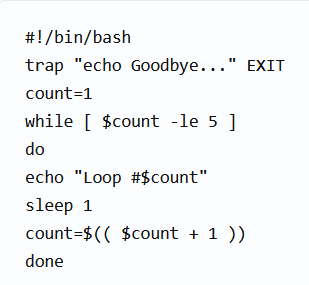 #!/bin/bash
trap "echo Goodbye..." EXIT
count=1
while [ $count -le 5 ]
do
echo "Loop #$count"
sleep 1
count=$(( $count + 1 ))
done